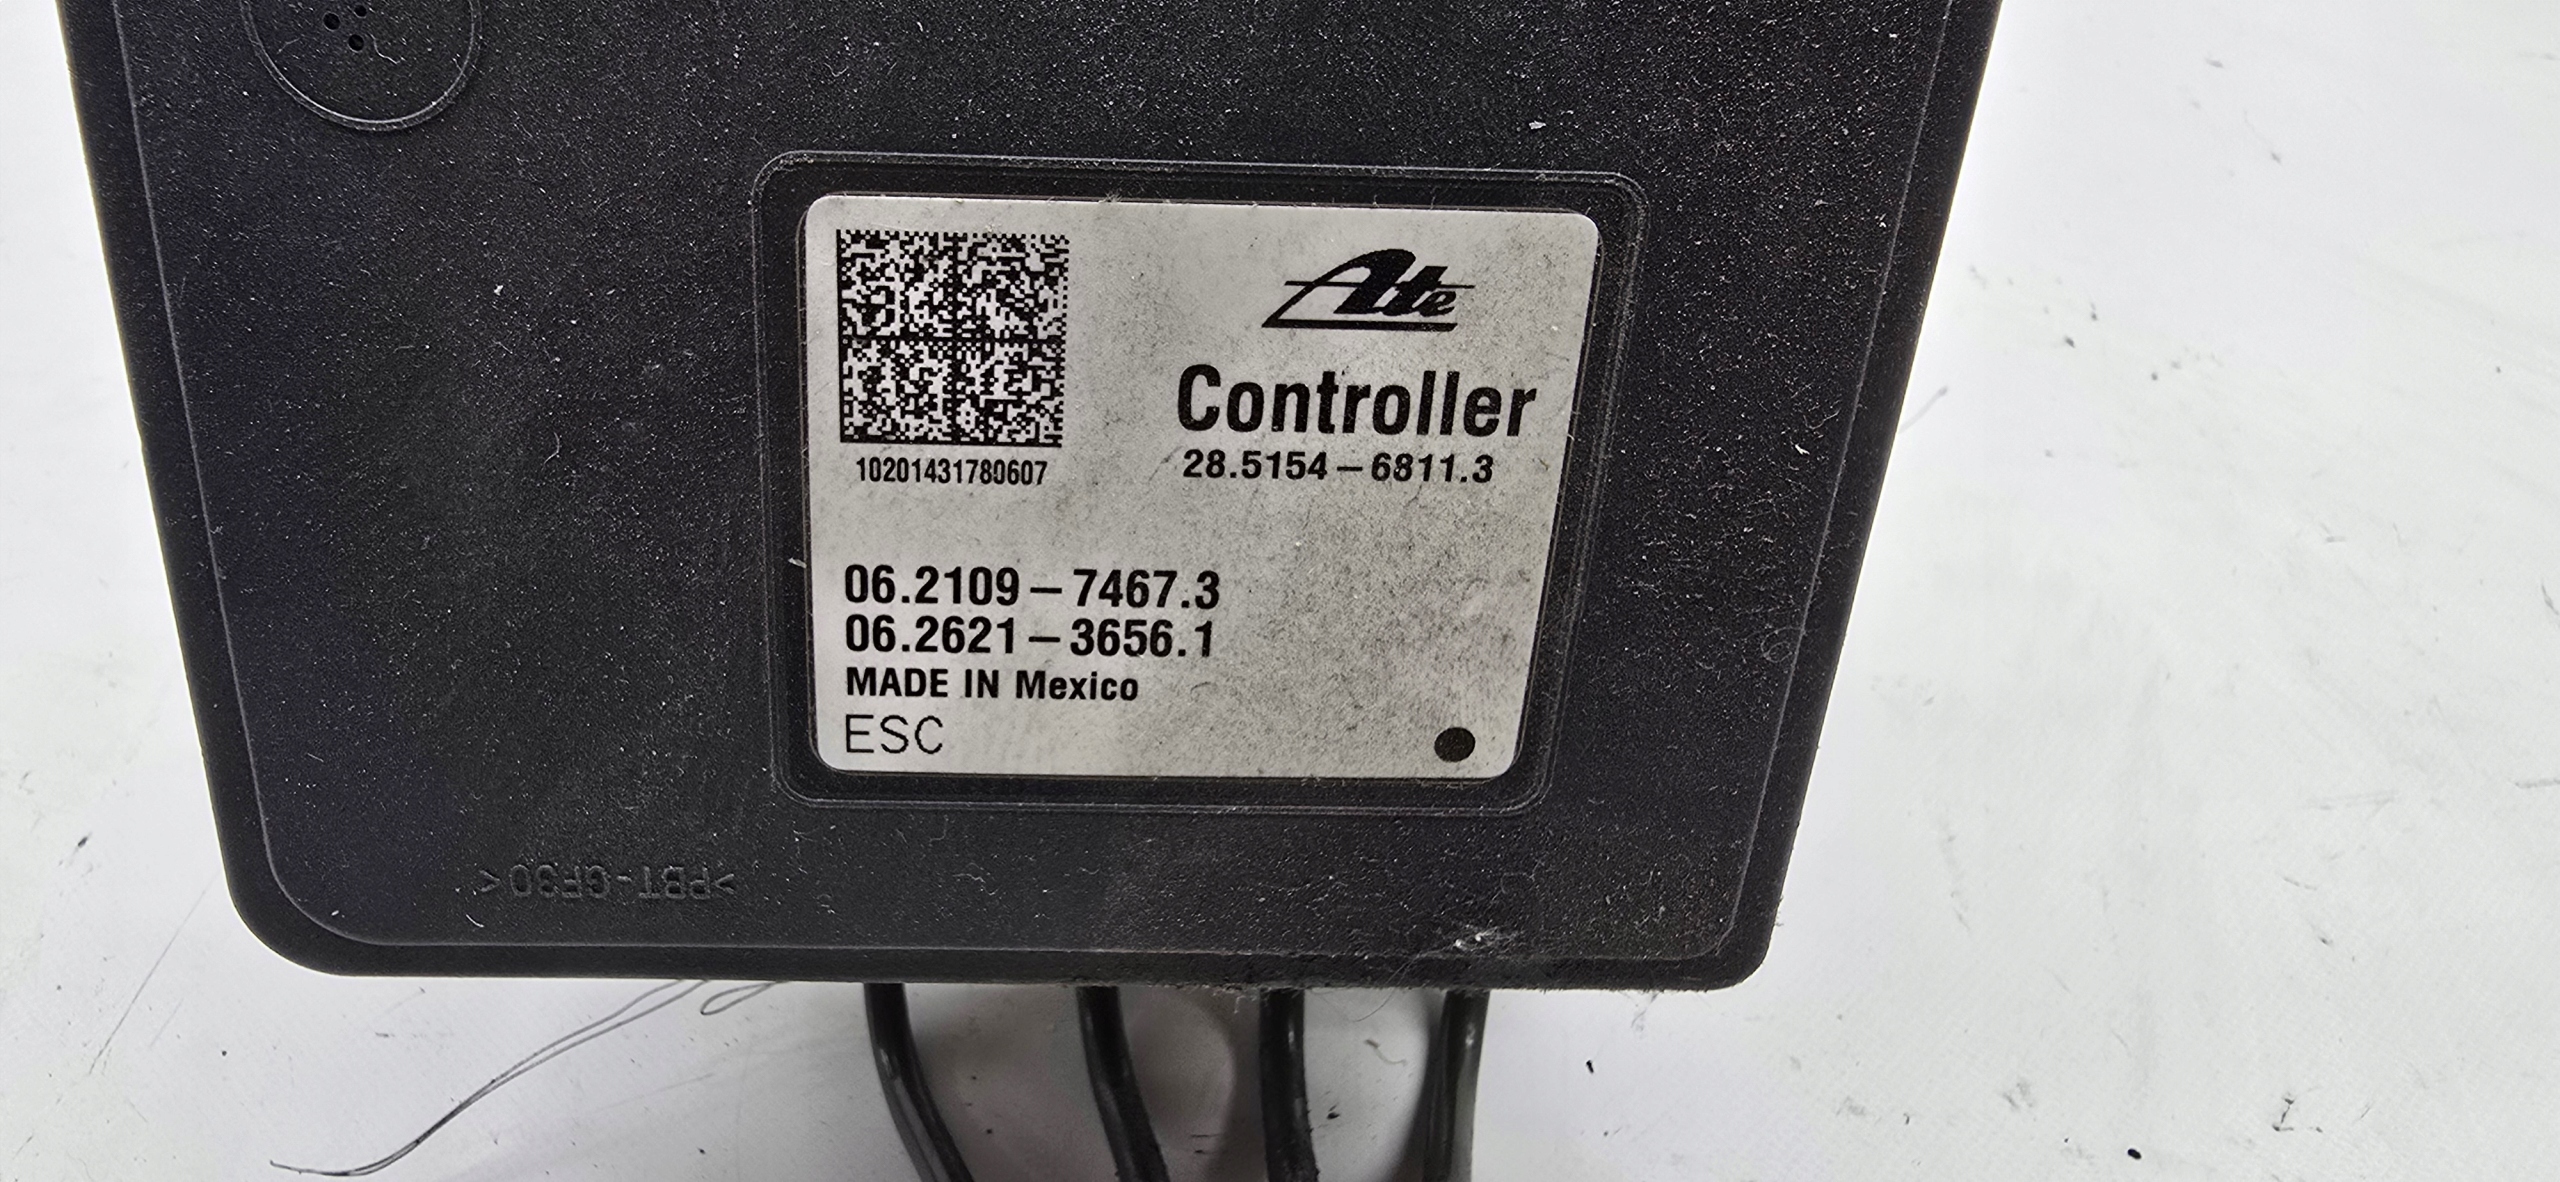 Ate
Controller
28.5154–6811.3
10201431780607
06.2109–7467.3
06.2621–3656.1
MADE IN Mexico
ESC
>PBT-GF30<